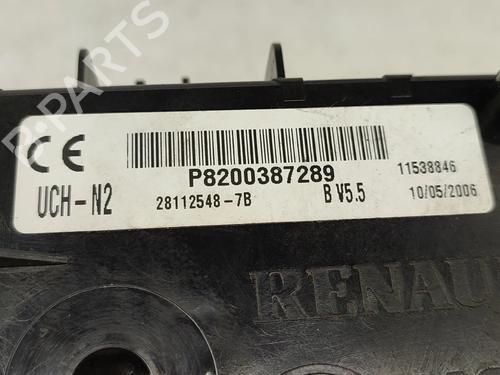 B-PARTS
CE
P8200387289
11538846
UCH-N2
28112548-7B
B V5.5
10/05/2006
RENAU